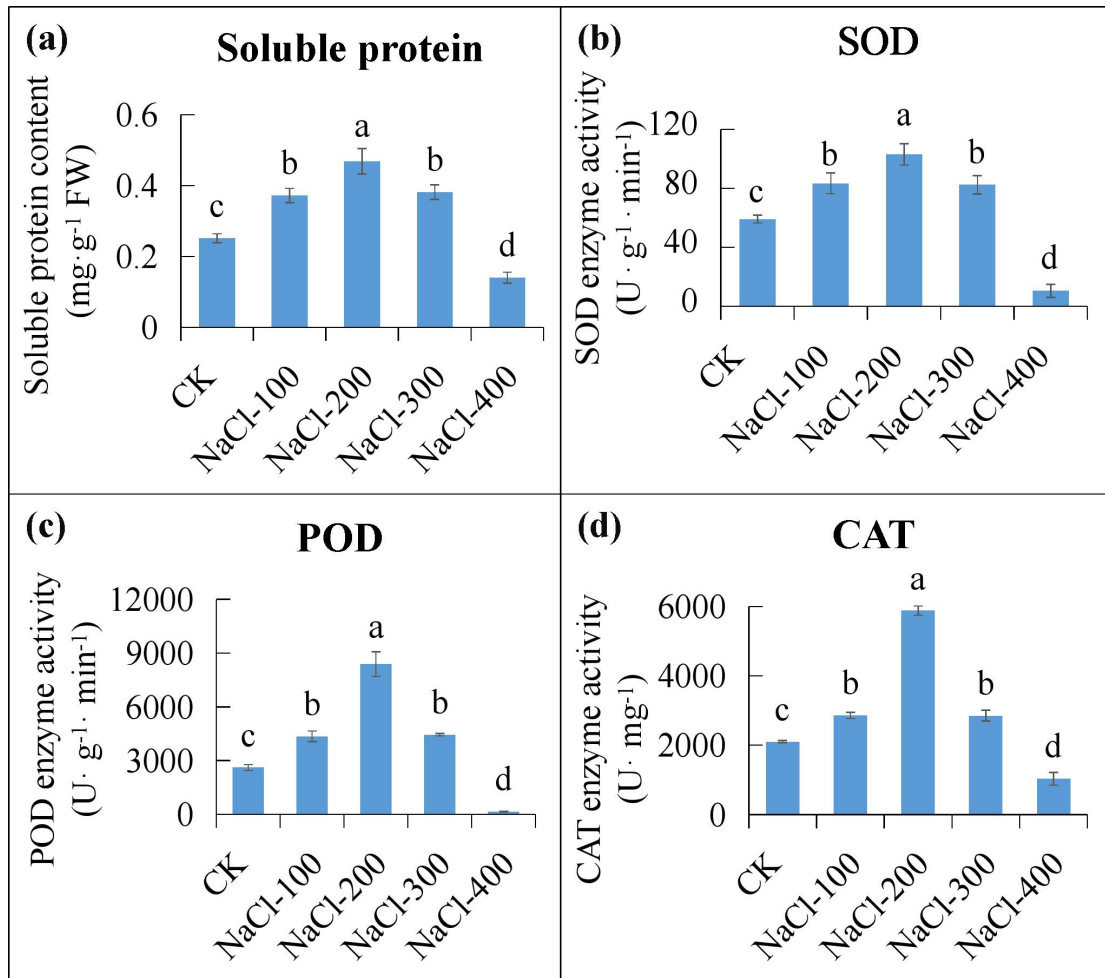 (a)
Soluble protein
Soluble protein content
(mg·g⁻¹ FW)
0.6
0.4
0.2
0
c
b
a
b
d
CK
NaCl-100
NaCl-200
NaCl-300
NaCl-400
(b)
SOD
SOD enzyme activity
(U · g⁻¹ · min⁻¹)
120
80
40
0
c
b
a
b
d
CK
NaCl-100
NaCl-200
NaCl-300
NaCl-400
(c)
POD
POD enzyme activity
(U· g⁻¹· min⁻¹)
12000
9000
6000
3000
0
c
b
a
b
d
CK
NaCl-100
NaCl-200
NaCl-300
NaCl-400
(d)
CAT
CAT enzyme activity
(U· mg⁻¹)
6000
4000
2000
0
c
b
a
b
d
CK
NaCl-100
NaCl-200
NaCl-300
NaCl-400